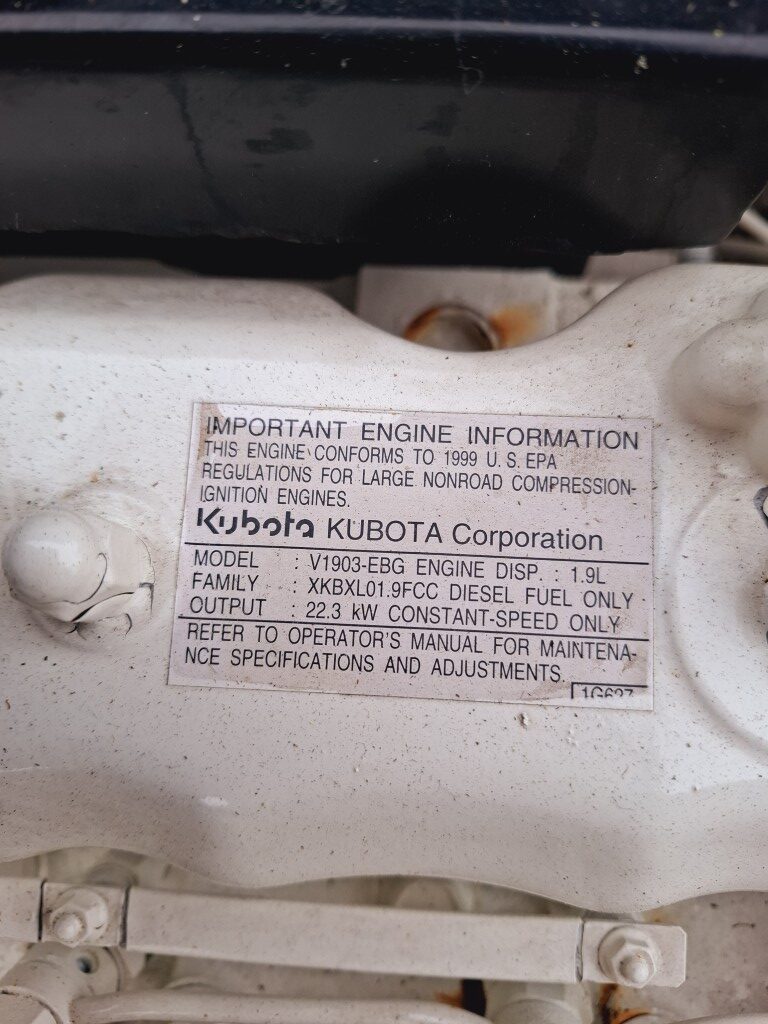 IMPORTANT ENGINE INFORMATION
THIS ENGINE CONFORMS TO 1999 U.S. EPA
REGULATIONS FOR LARGE NONROAD COMPRESSION-
IGNITION ENGINES.
Kubota KUBOTA Corporation
MODEL : V1903-EBG ENGINE DISP. : 1.9L
FAMILY : XKBXL01.9FCC DIESEL FUEL ONLY
OUTPUT : 22.3 kW CONSTANT-SPEED ONLY
REFER TO OPERATOR'S MANUAL FOR MAINTENA-
NCE SPECIFICATIONS AND ADJUSTMENTS.